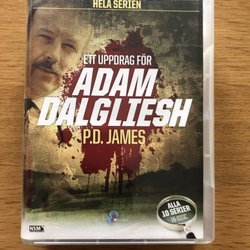 HELA SERIEN
ETT UPPDRAG FÖR
ADAM
DALGLIESH
P.D. JAMES
ALLA
10 SERIER
NSM